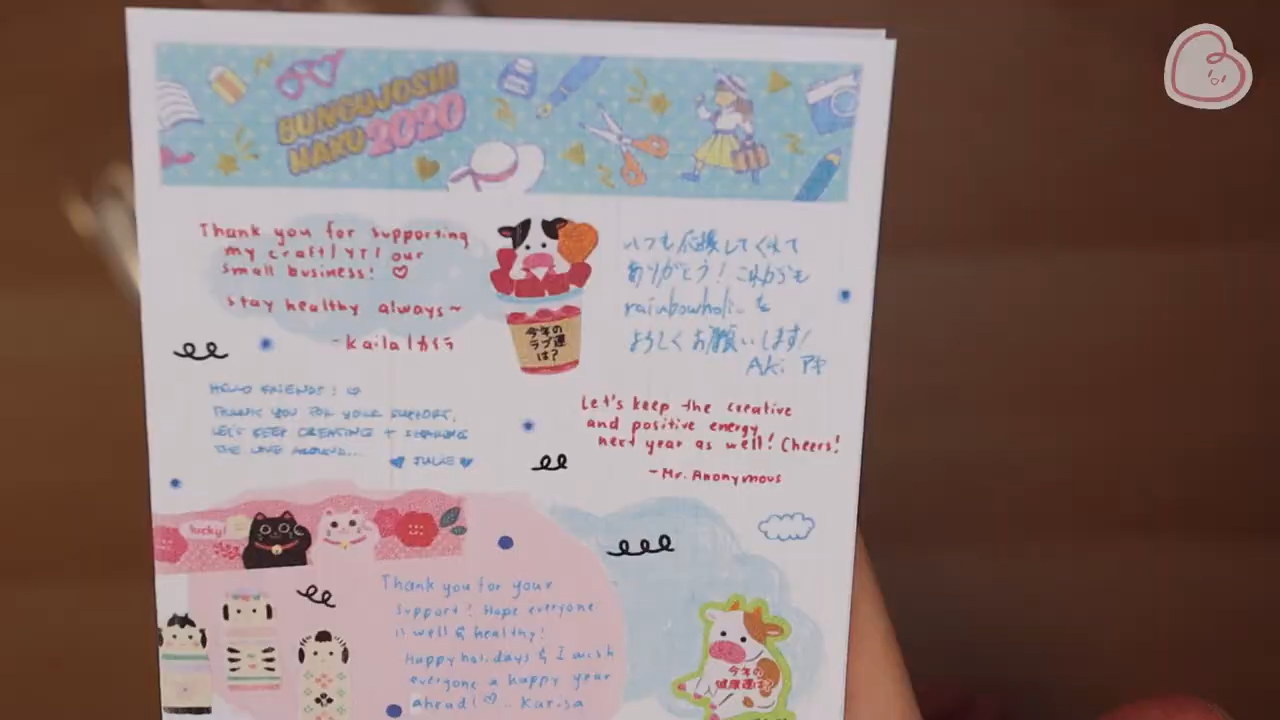 BUNGUJOSHI
HAKU 2020
Thank you for supporting
my craft/YT/our
small business! ♡
Stay healthy always~
-kaila/カイラ
今年の
ラブ運
は?
いつも応援してくれて
ありがとう!これからも
rainbowholic を
よろしくお願いします!
AKi アキ
HELLO FRIENDS! ♡
THANK YOU FOR YOUR SUPPORT,
LET'S KEEP CREATING + SHARING
THE LOVE AROUND...
♥ JULIE ♥
Let's keep the creative
and positive energy
next year as well! Cheers!
-Mr. Anonymous
lucky!
Thank you for your
support! Hope everyone
is well & healthy!
Happy holidays & I wish
everyone a happy year
ahead! ♡.. Karisa
今年の
健康運は?